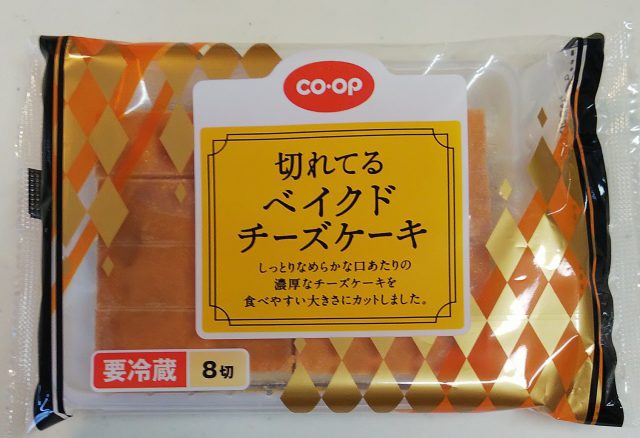 CO・OP
切れてる
ベイクド
チーズケーキ
しっとりなめらかな口あたりの
濃厚なチーズケーキを
食べやすい大きさにカットしました。
要冷蔵
8切